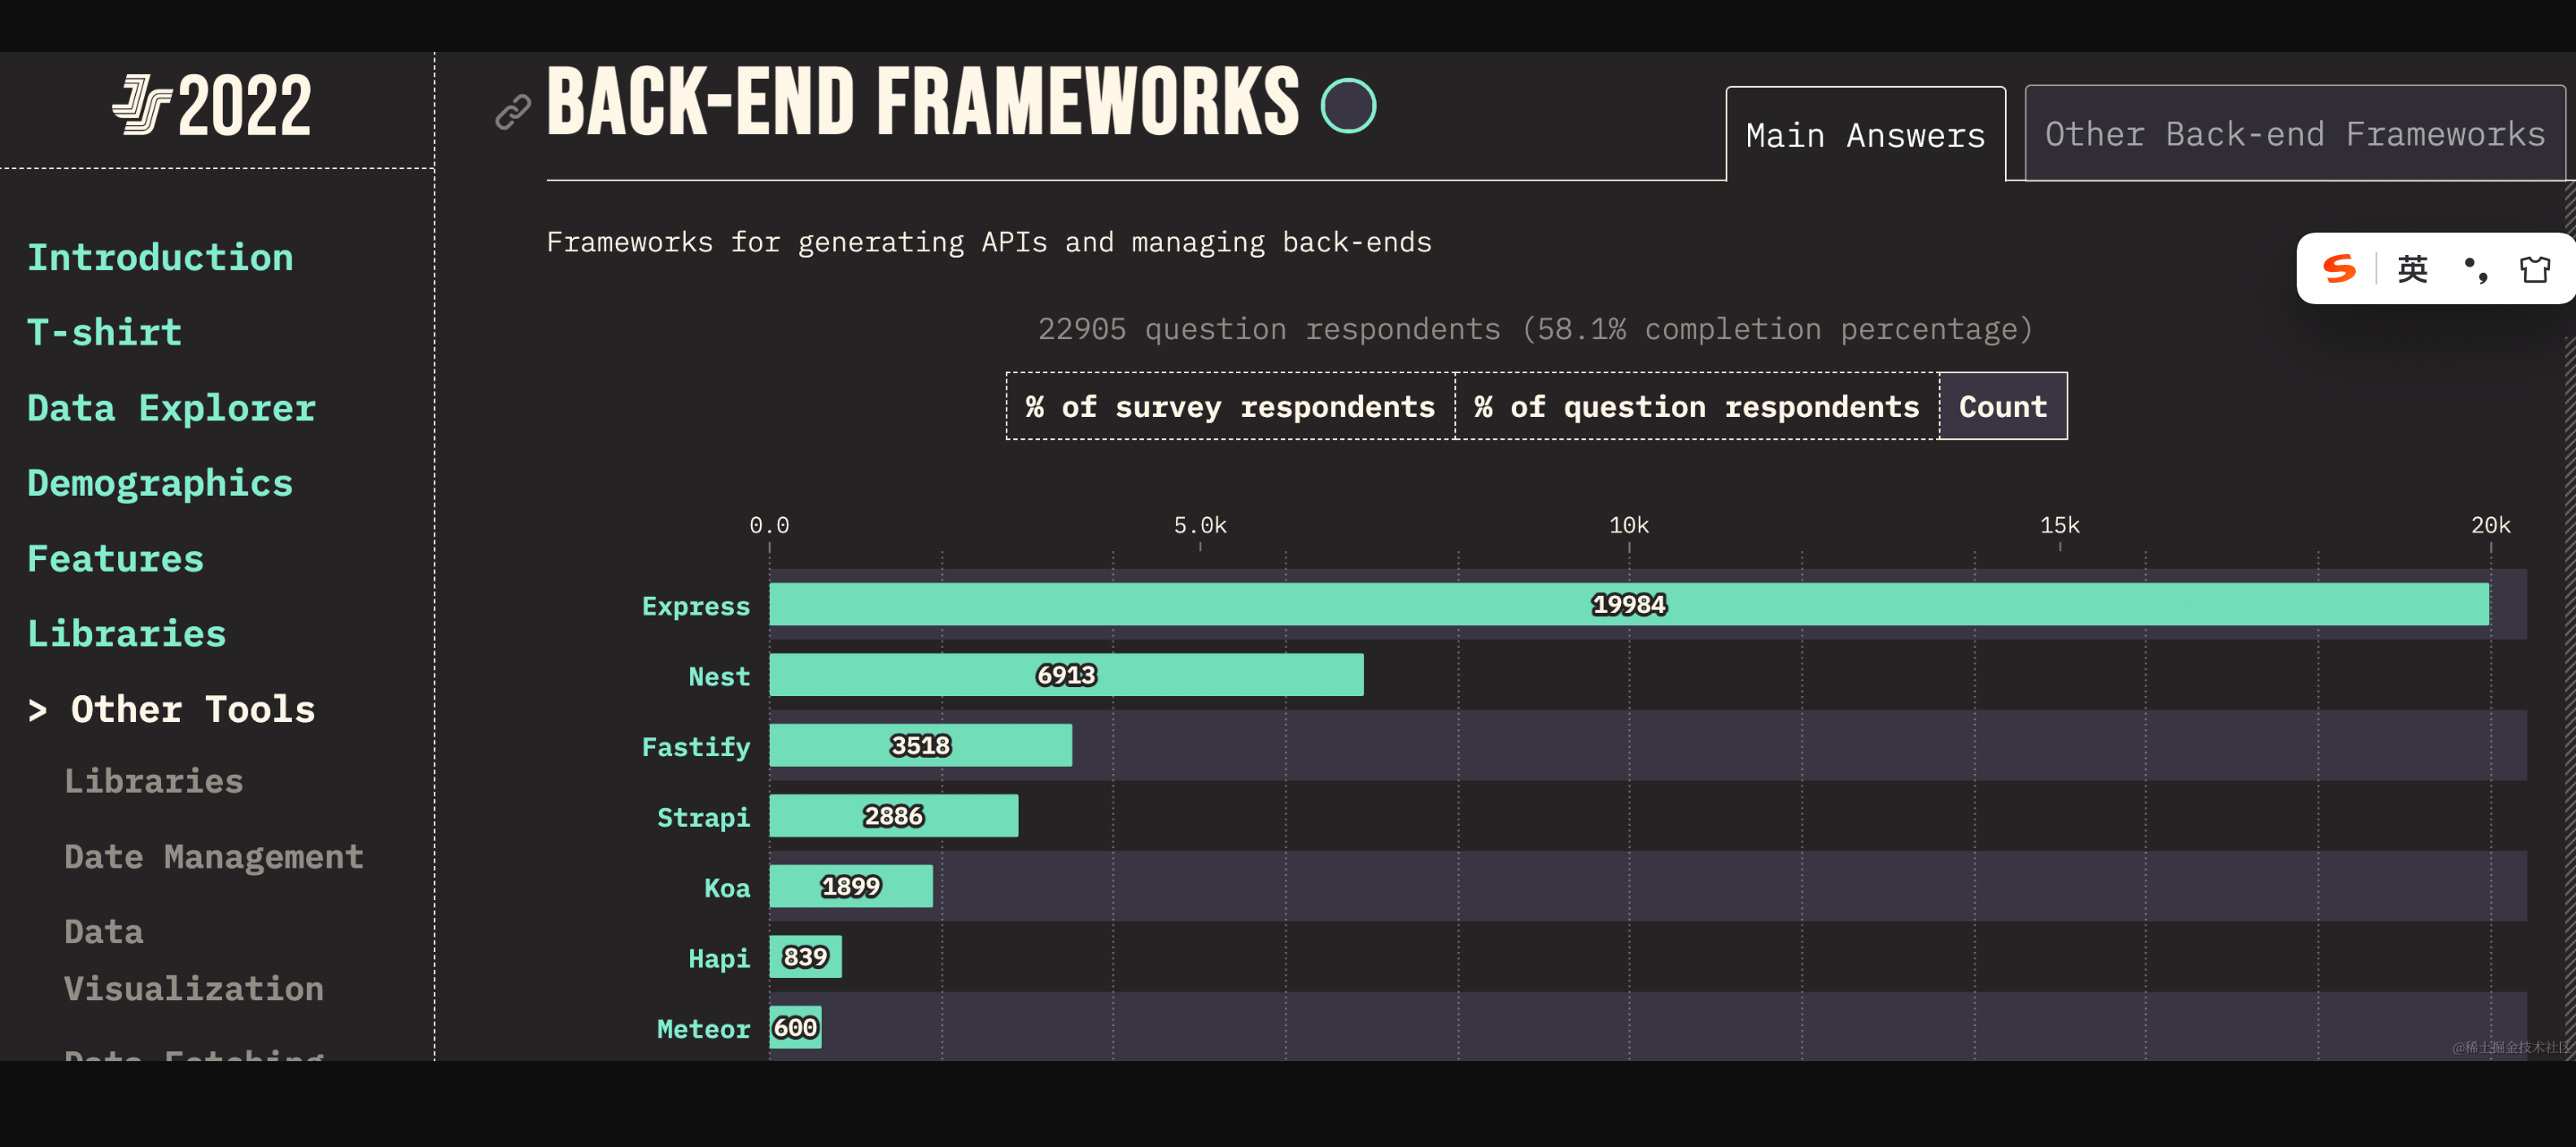 JS 2022
Introduction
T-shirt
Data Explorer
Demographics
Features
Libraries
> Other Tools
Libraries
Date Management
Data
Visualization
Data Fetching
BACK-END FRAMEWORKS
Main Answers
Other Back-end Frameworks
Frameworks for generating APIs and managing back-ends
英
22905 question respondents (58.1% completion percentage)
% of survey respondents
% of question respondents
Count
0.0 5.0k 10k 15k 20k
Express 19984
Nest 6913
Fastify 3518
Strapi 2886
Koa 1899
Hapi 839
Meteor 600
@稀土掘金技术社区